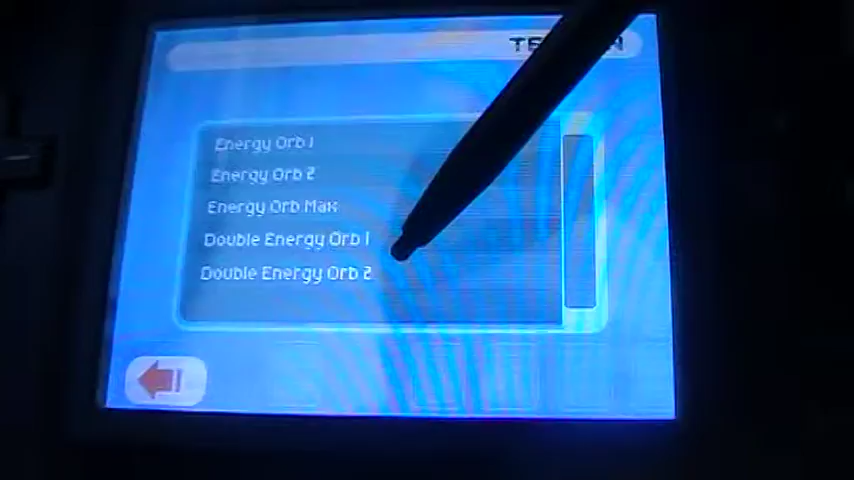 Energy Orb 1
Energy Orb 2
Energy Orb Max
Double Energy Orb 1
Double Energy Orb 2